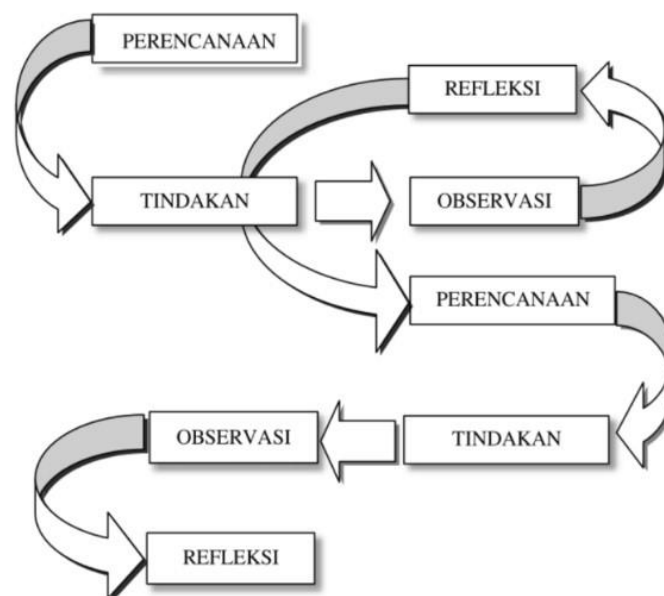 PERENCANAAN
REFLEKSI
TINDAKAN
OBSERVASI
PERENCANAAN
OBSERVASI
TINDAKAN
REFLEKSI